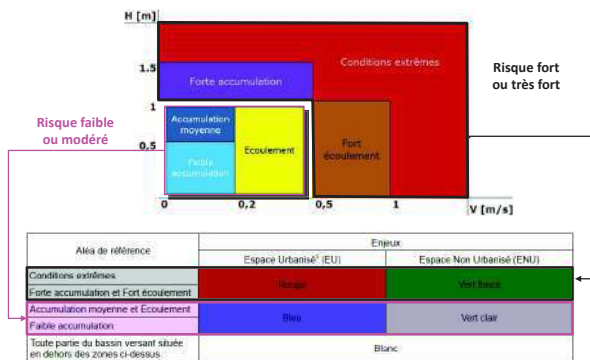 H [m]
Conditions extrêmes
1.5
Forte accumulation
Risque fort
ou très fort
1
Risque faible
ou modéré
Accumulation
moyenne
Ecoulement
Fort
écoulement
0,5
Faible
accumulation
0
0,2
0,5
1
V [m/s]
Aléa de référence
Enjeux
Espace Urbanisé⁵ (EU)
Espace Non Urbanisé (ENU)
Conditions extrêmes
Forte accumulation et Fort écoulement
Rouge
Vert foncé
Accumulation moyenne et Ecoulement
Faible accumulation
Bleu
Vert clair
Toute partie du bassin versant située
en dehors des zones ci-dessus
Blanc